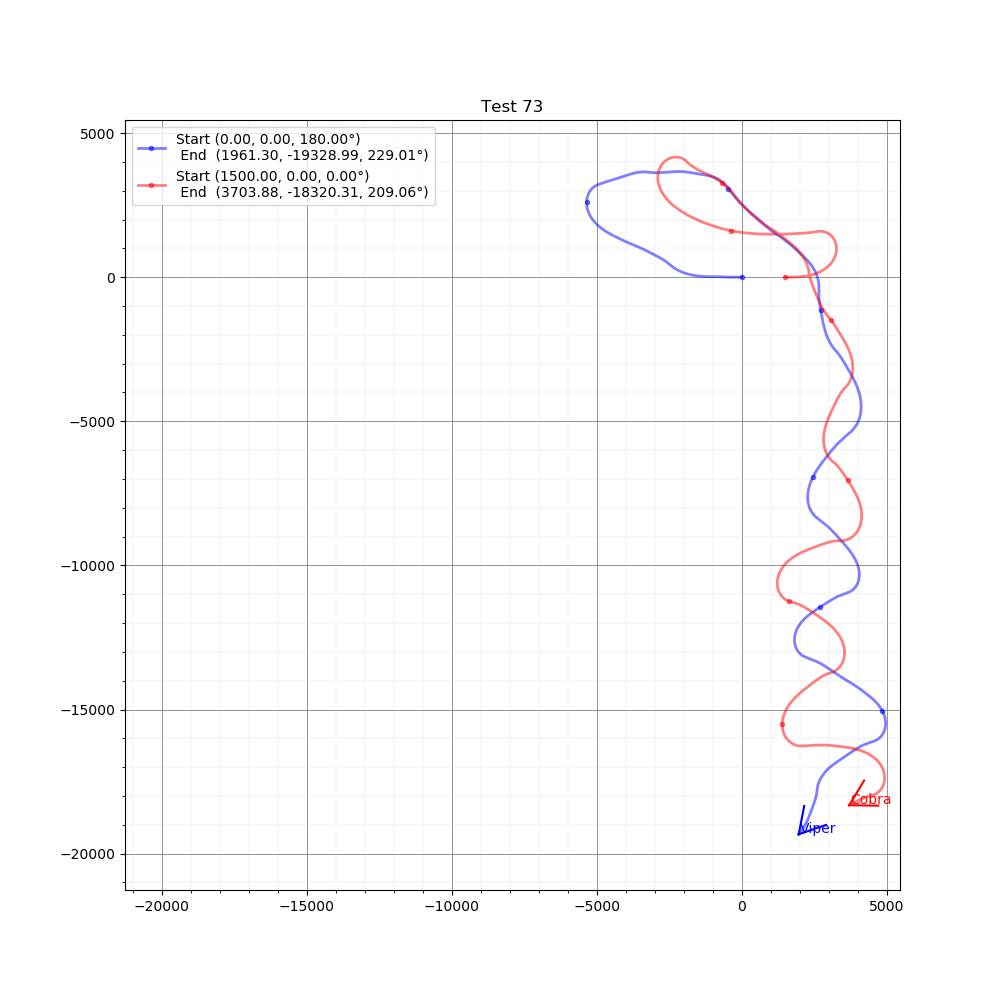 Test 73
Start (0.00, 0.00, 180.00°)
End (1961.30, -19328.99, 229.01°)
Start (1500.00, 0.00, 0.00°)
End (3703.88, -18320.31, 209.06°)
5000
0
−5000
−10000
−15000
−20000
Cobra
Viper
−20000 −15000 −10000 −5000 0 5000